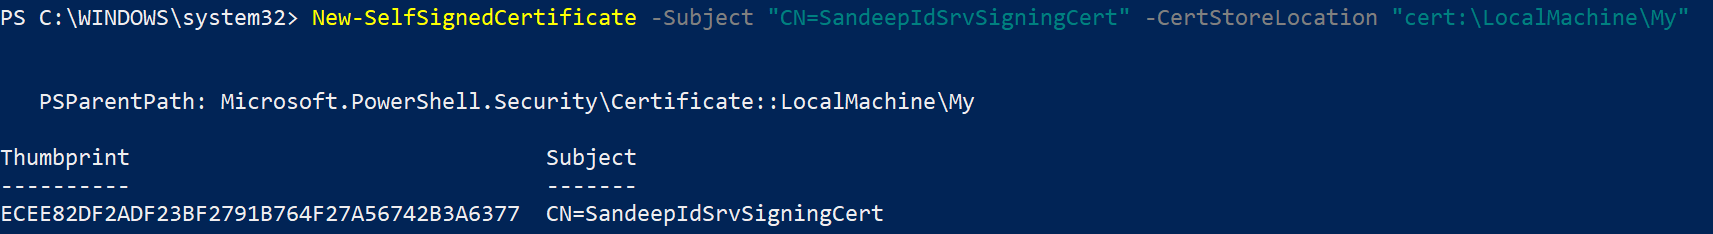 PS C:\WINDOWS\system32> New-SelfSignedCertificate -Subject "CN=SandeepIdSrvSigningCert" -CertStoreLocation "cert:\LocalMachine\My"
PSParentPath: Microsoft.PowerShell.Security\Certificate::LocalMachine\My
Thumbprint Subject
---------- -------
ECEE82DF2ADF23BF2791B764F27A56742B3A6377 CN=SandeepIdSrvSigningCert